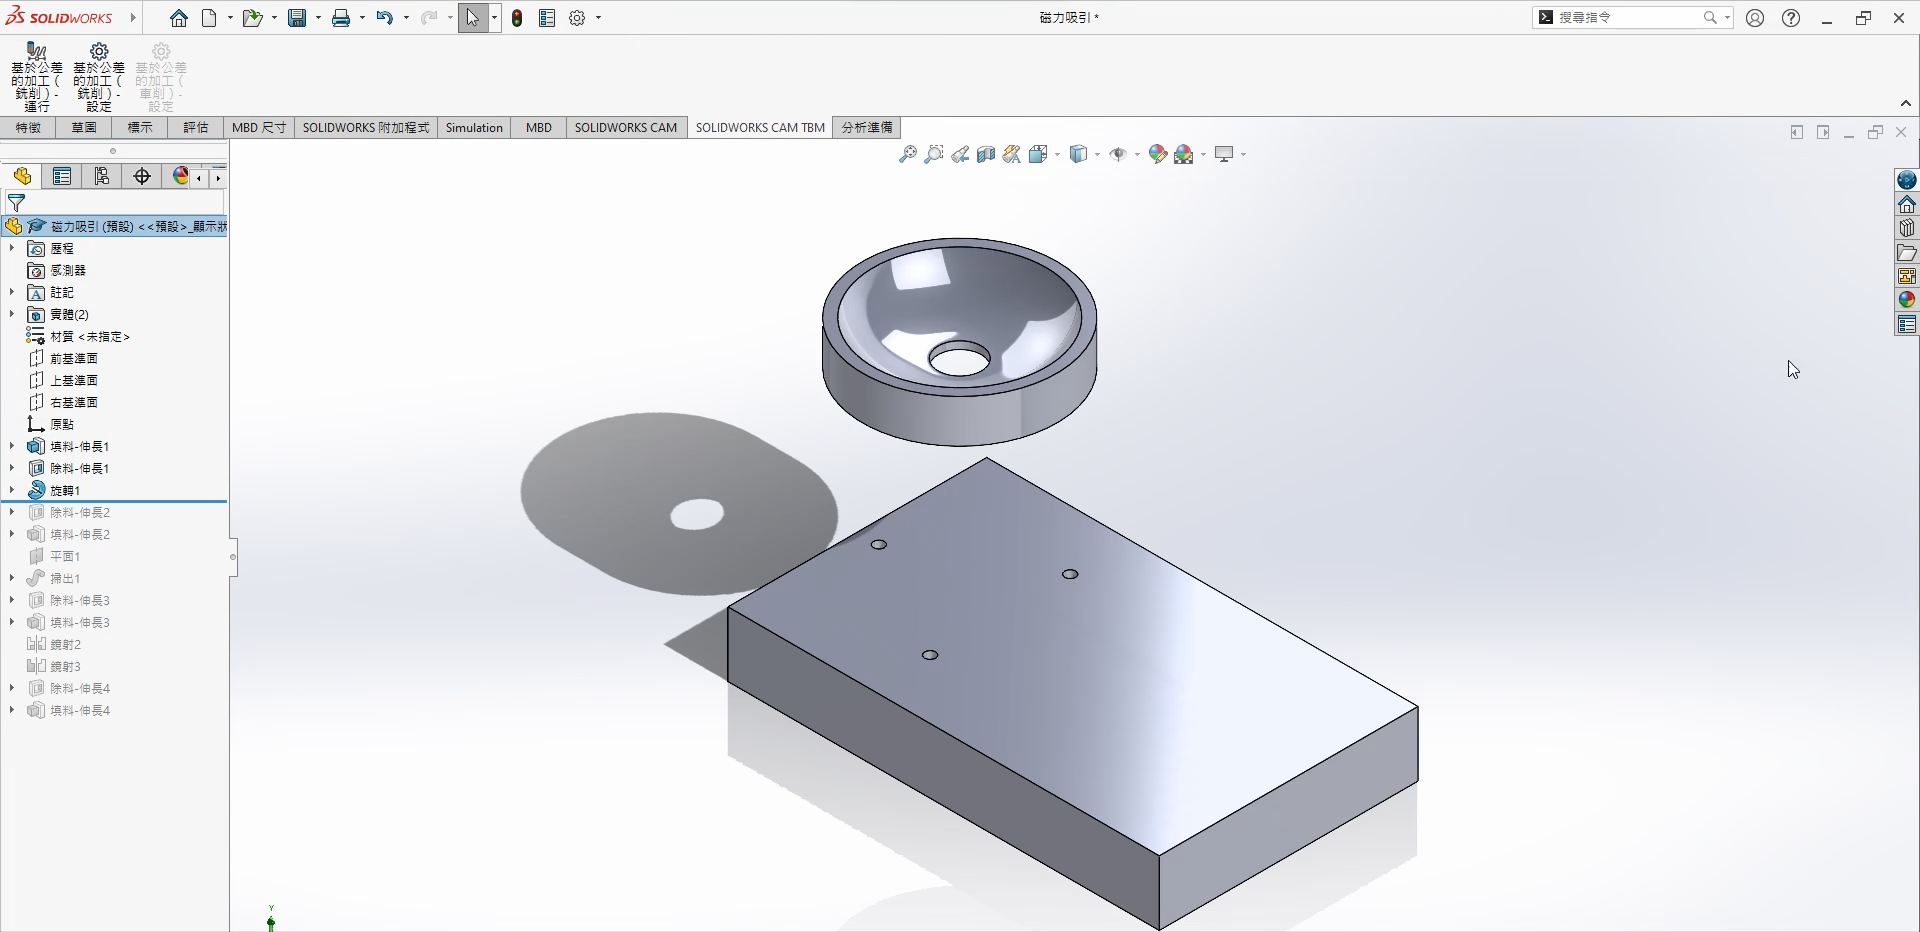 SOLIDWORKS
磁力吸引 *
搜尋指令
基於公差
的加工 (
銑削 ) -
運行
基於公差
的加工 (
銑削 ) -
設定
基於公差
的加工 (
車削 ) -
設定
特徵
草圖
標示
評估
MBD 尺寸
SOLIDWORKS 附加程式
Simulation
MBD
SOLIDWORKS CAM
SOLIDWORKS CAM TBM
分析準備
磁力吸引 (預設) <<預設>_顯示狀
歷程
感測器
註記
實體(2)
材質 <未指定>
前基準面
上基準面
右基準面
原點
填料-伸長1
除料-伸長1
旋轉1
除料-伸長2
填料-伸長2
平面1
掃出1
除料-伸長3
填料-伸長3
鏡射2
鏡射3
除料-伸長4
填料-伸長4
Y